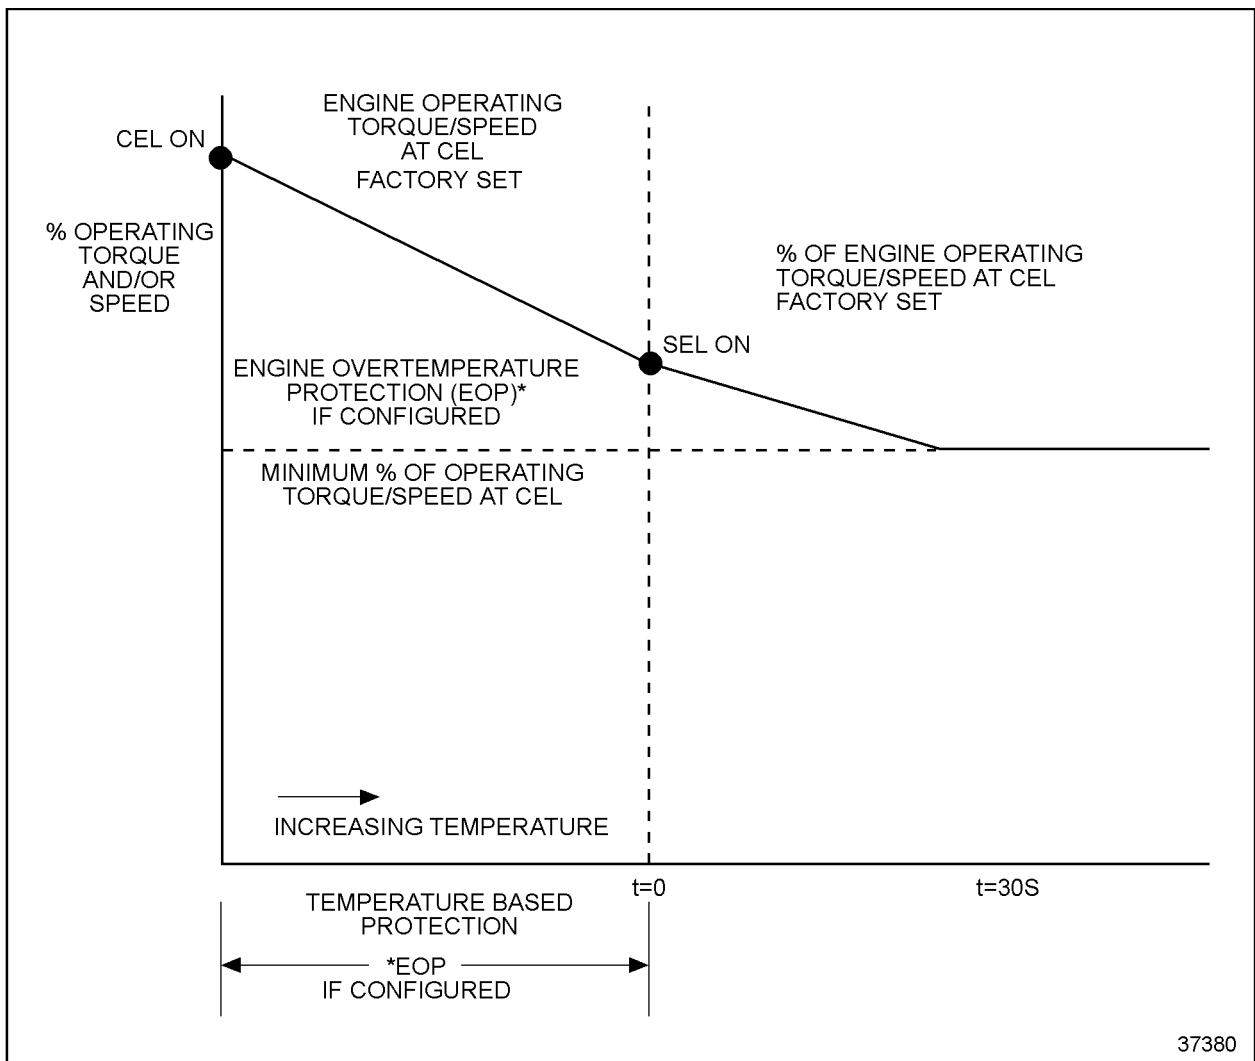 ENGINE OPERATING
TORQUE/SPEED
AT CEL
FACTORY SET
CEL ON
% OPERATING
TORQUE
AND/OR
SPEED
% OF ENGINE OPERATING
TORQUE/SPEED AT CEL
FACTORY SET
SEL ON
ENGINE OVERTEMPERATURE
PROTECTION (EOP)*
IF CONFIGURED
MINIMUM % OF OPERATING
TORQUE/SPEED AT CEL
INCREASING TEMPERATURE
t=0
t=30S
TEMPERATURE BASED
PROTECTION
*EOP
IF CONFIGURED
37380